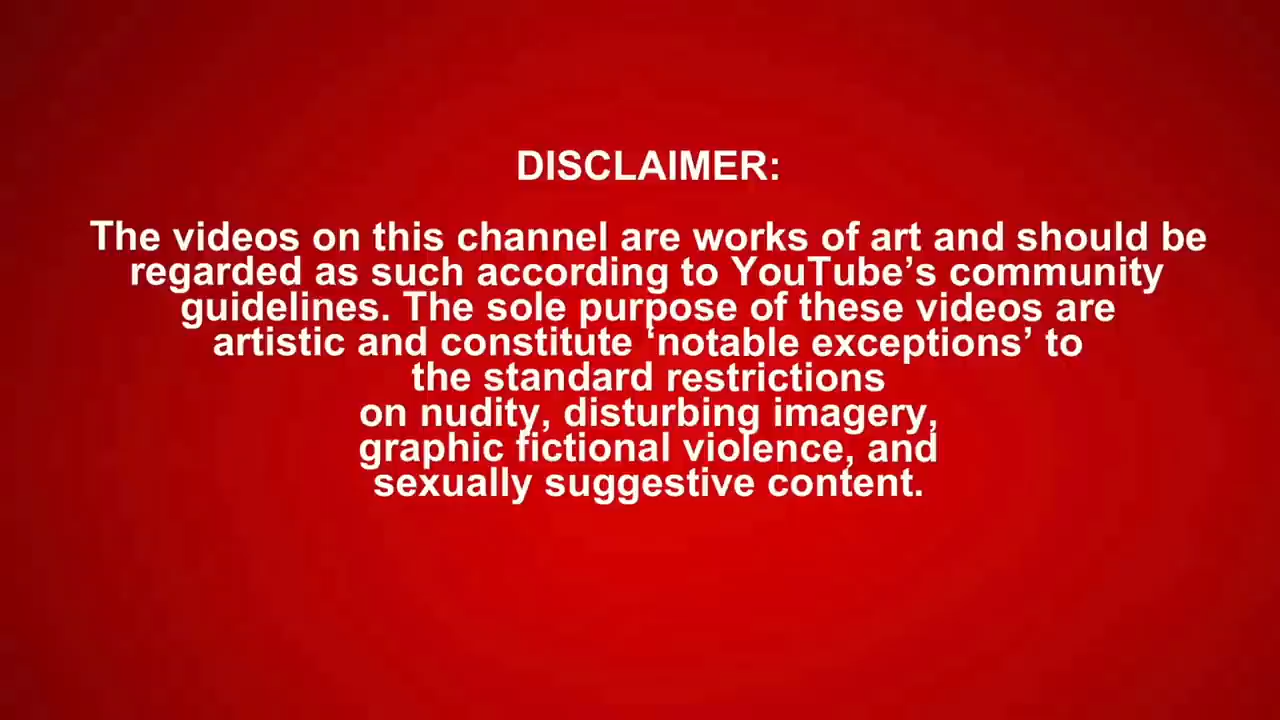 DISCLAIMER:
The videos on this channel are works of art and should be
regarded as such according to YouTube’s community
guidelines. The sole purpose of these videos are
artistic and constitute ‘notable exceptions’ to
the standard restrictions
on nudity, disturbing imagery,
graphic fictional violence, and
sexually suggestive content.